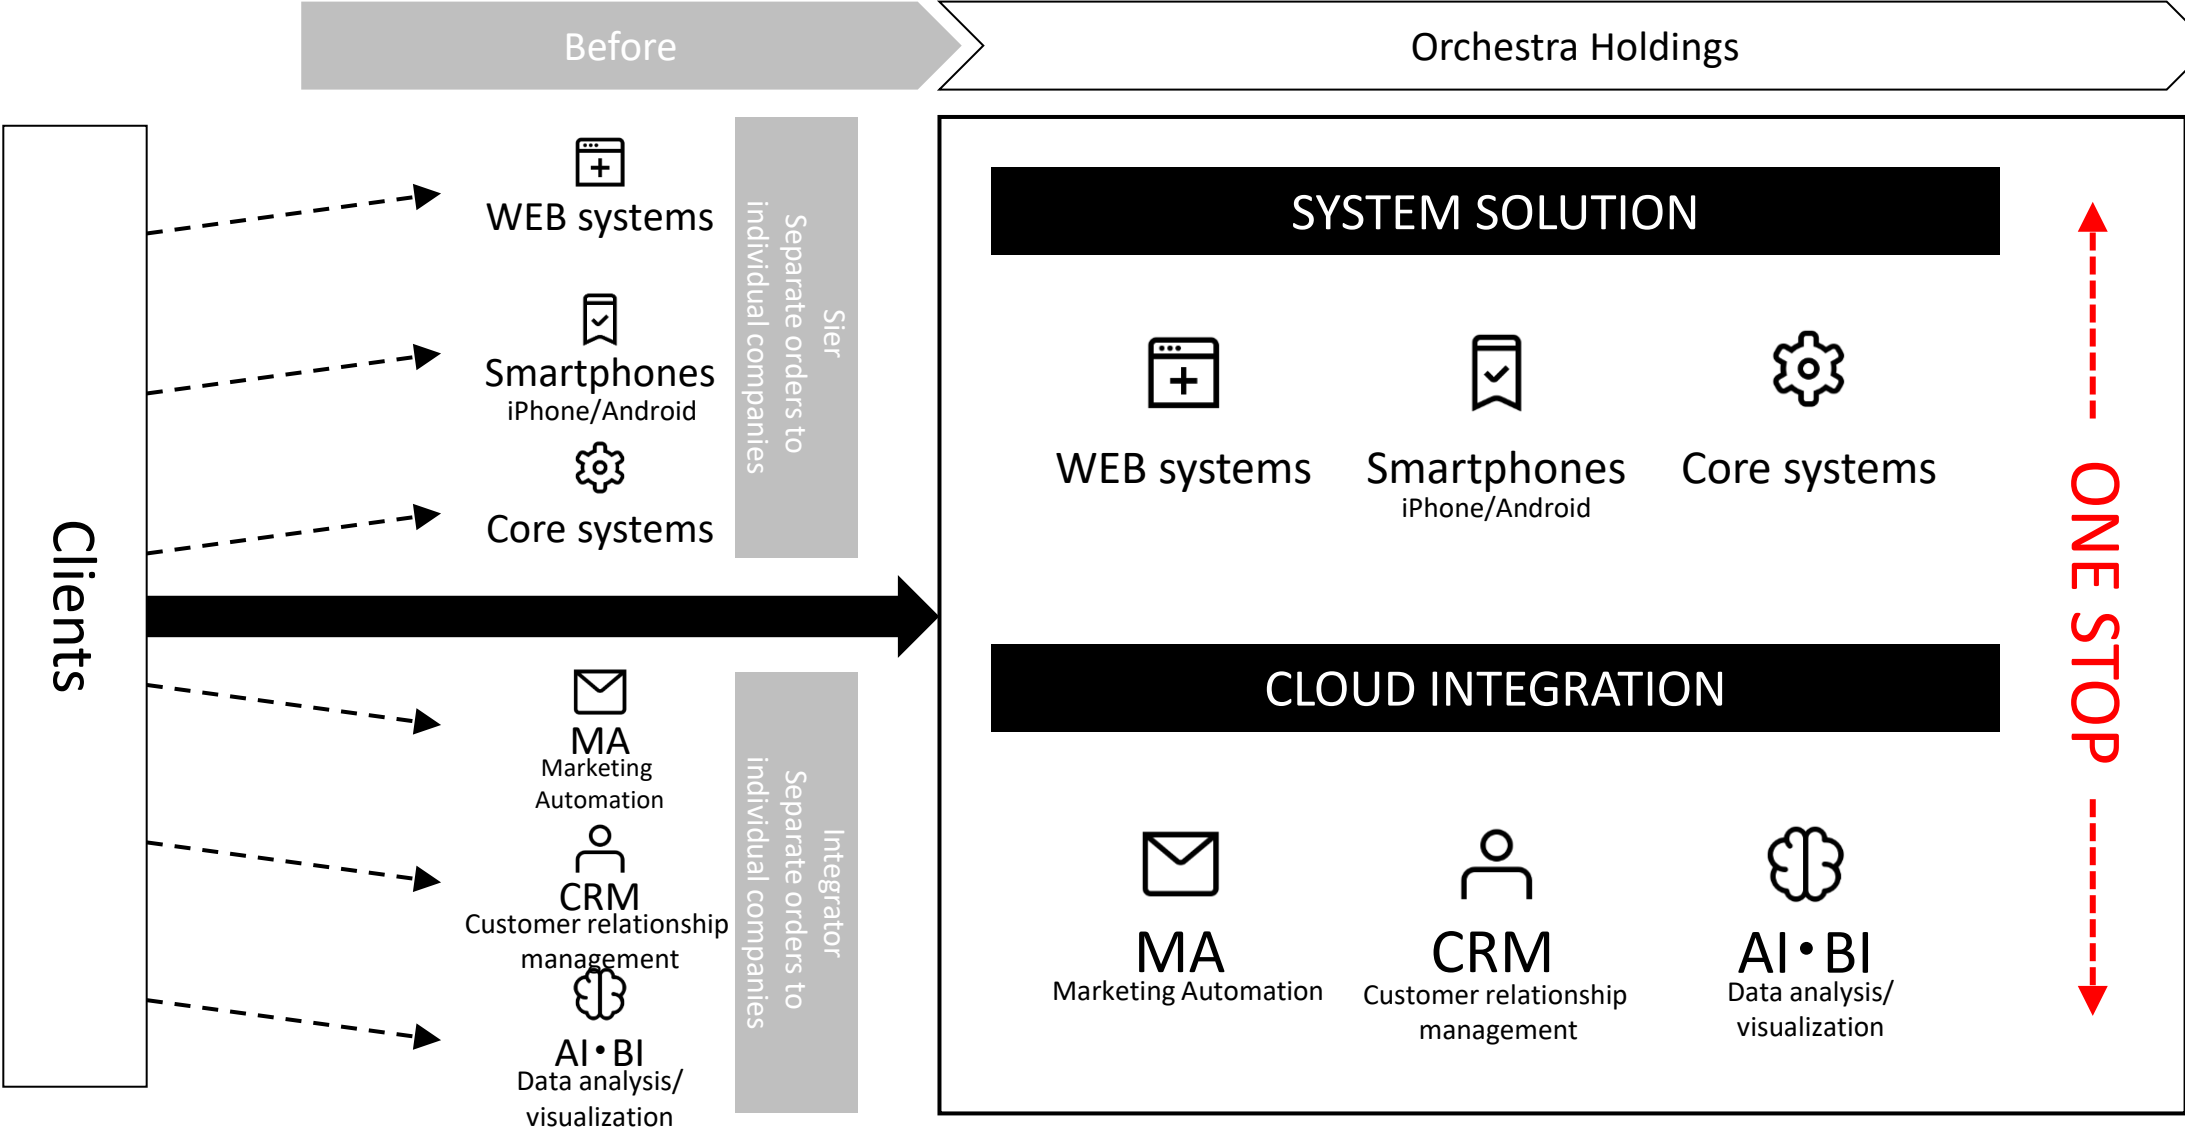 Before
Orchestra Holdings
Clients
WEB systems
Smartphones
iPhone/Android
Core systems
Sier
Separate orders to
individual companies
MA
Marketing
Automation
CRM
Customer relationship
management
AI・BI
Data analysis/
visualization
Integrator
Separate orders to
individual companies
SYSTEM SOLUTION
WEB systems
Smartphones
iPhone/Android
Core systems
CLOUD INTEGRATION
MA
Marketing Automation
CRM
Customer relationship
management
AI・BI
Data analysis/
visualization
ONE STOP